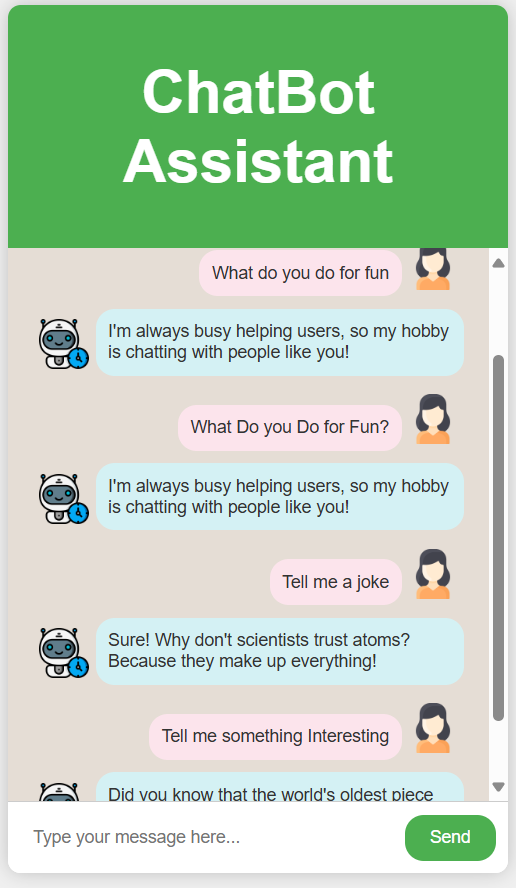 ChatBot
Assistant
What do you do for fun
I'm always busy helping users, so my hobby
is chatting with people like you!
What Do you Do for Fun?
I'm always busy helping users, so my hobby
is chatting with people like you!
Tell me a joke
Sure! Why don't scientists trust atoms?
Because they make up everything!
Tell me something Interesting
Did you know that the world's oldest piece
Type your message here...
Send